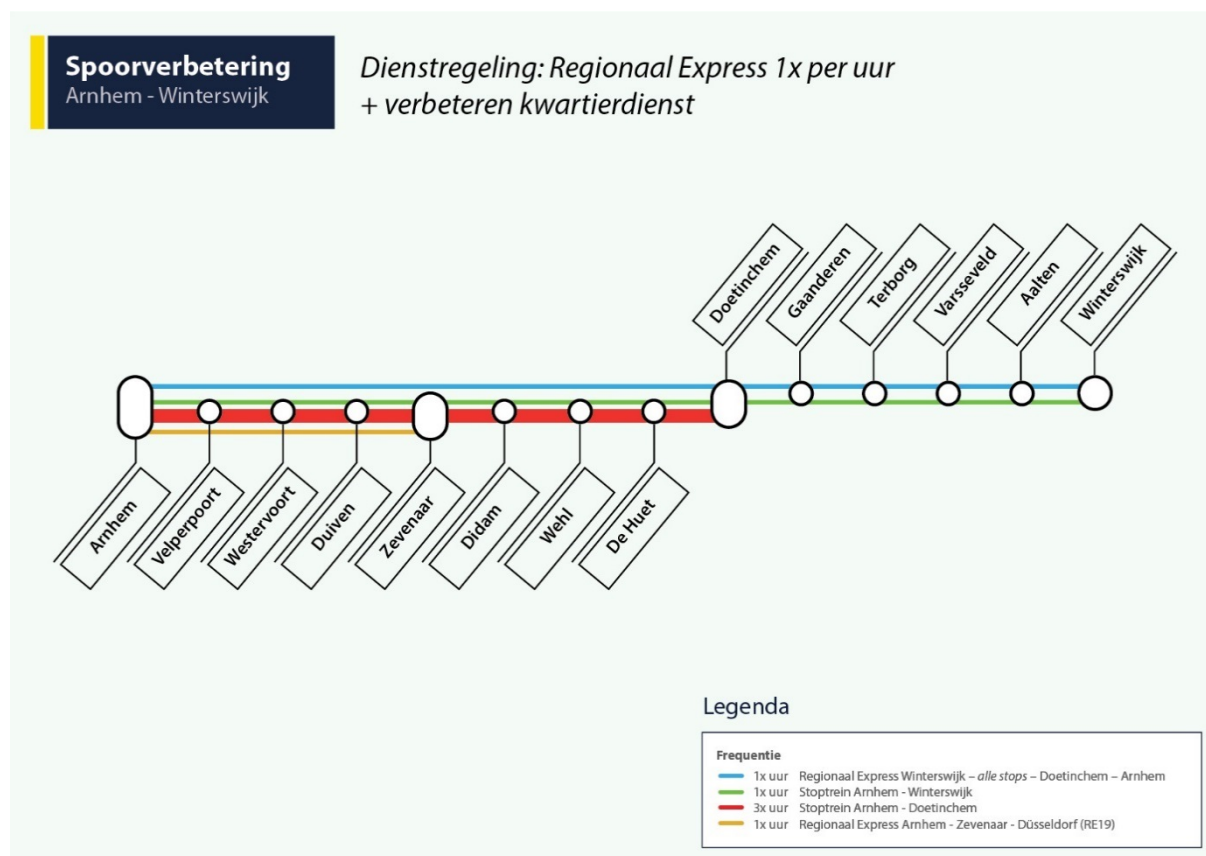 Spoorverbetering
Arnhem - Winterswijk
Dienstregeling: Regionaal Express 1x per uur
+ verbeteren kwartierdienst
Doetinchem
Gaanderen
Terborg
Varsseveld
Aalten
Winterswijk
Arnhem
Velperpoort
Westervoort
Duiven
Zevenaar
Didam
Wehl
De Huet
Legenda
Frequentie
1x uur Regionaal Express Winterswijk – alle stops – Doetinchem – Arnhem
1x uur Stoptrein Arnhem - Winterswijk
3x uur Stoptrein Arnhem - Doetinchem
1x uur Regionaal Express Arnhem - Zevenaar - Düsseldorf (RE19)